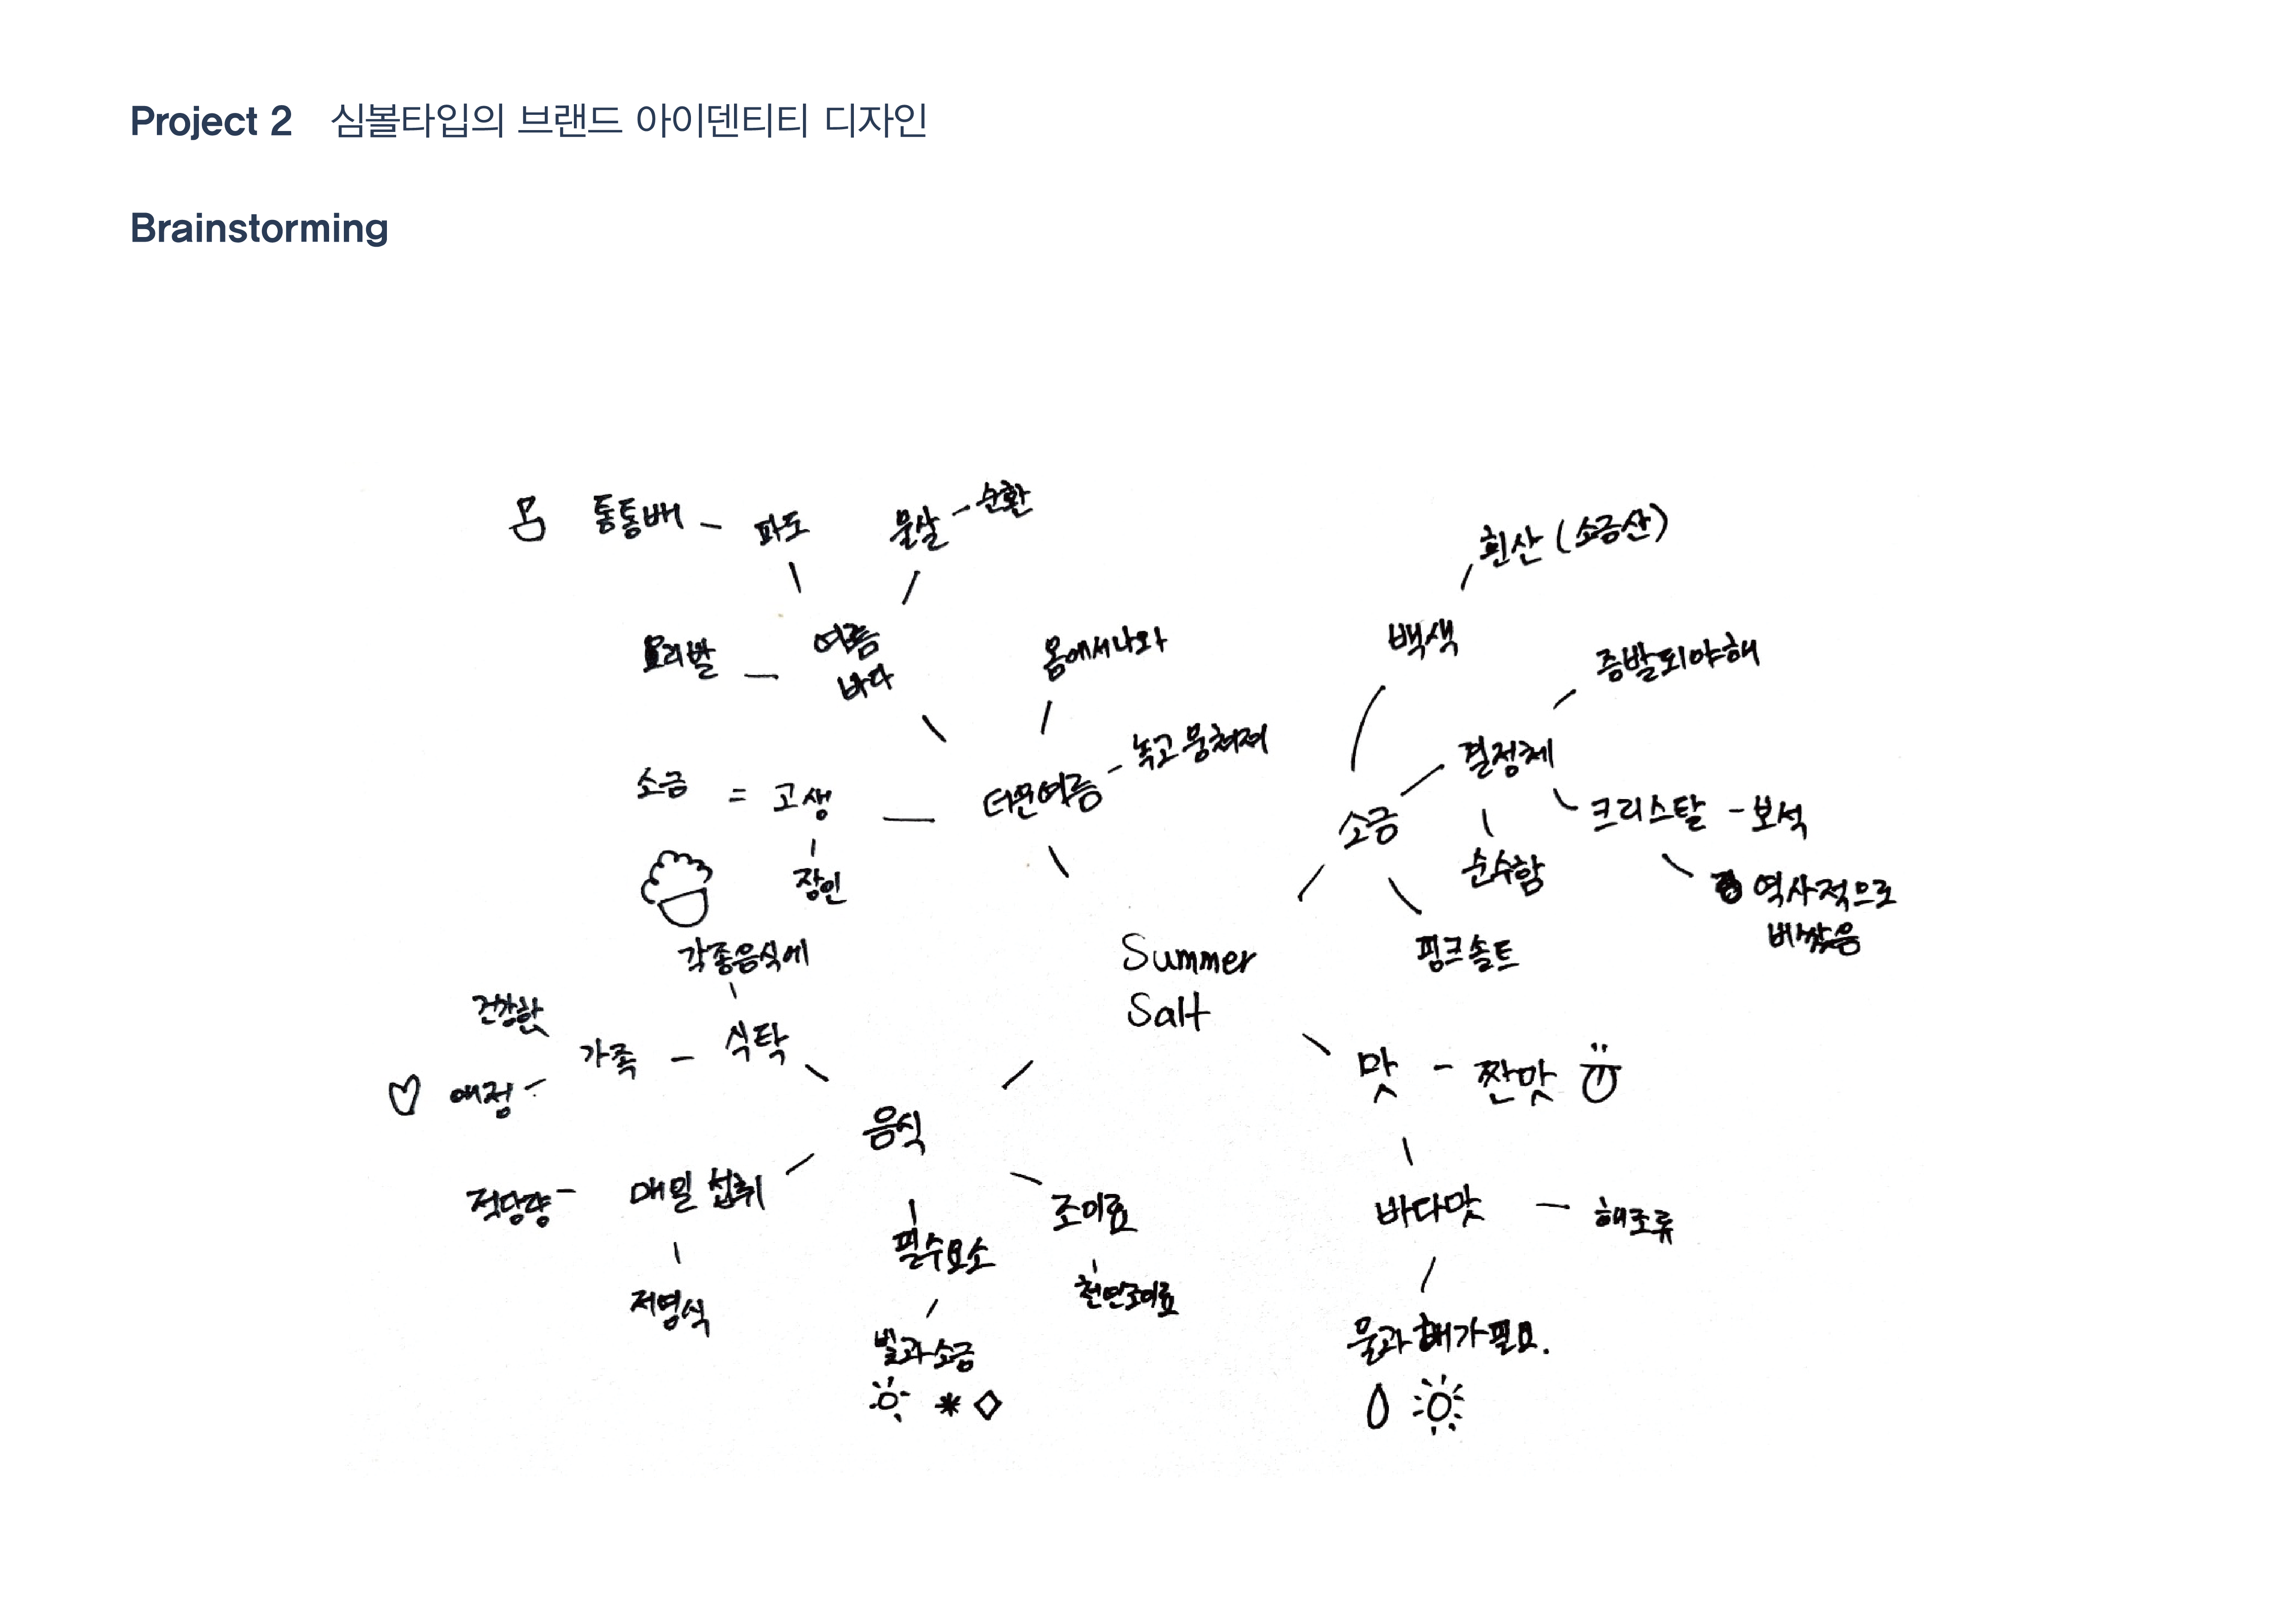 Project 2 심볼타입의 브랜드 아이덴티티 디자인
Brainstorming
통통배 - 파도
물살 - 순환
흰산 (소금산)
리발
여름
바다
몸에서나와
백색
증발되야해
소금 = 고생
더운여름 - 녹고 뭉쳐져
결정체
소금
크리스탈 - 보석
장인
순수함
역사적으로
비쌌음
각종음식에
Summer
Salt
핑크솔트
건강한
가족 - 식탁
애정
맛 - 짠맛
음식
적당량 - 매일 섭취
조미료
바다맛 - 해조류
필수요소
천연조미료
저염식
빛과소금
물과 해가 필요.